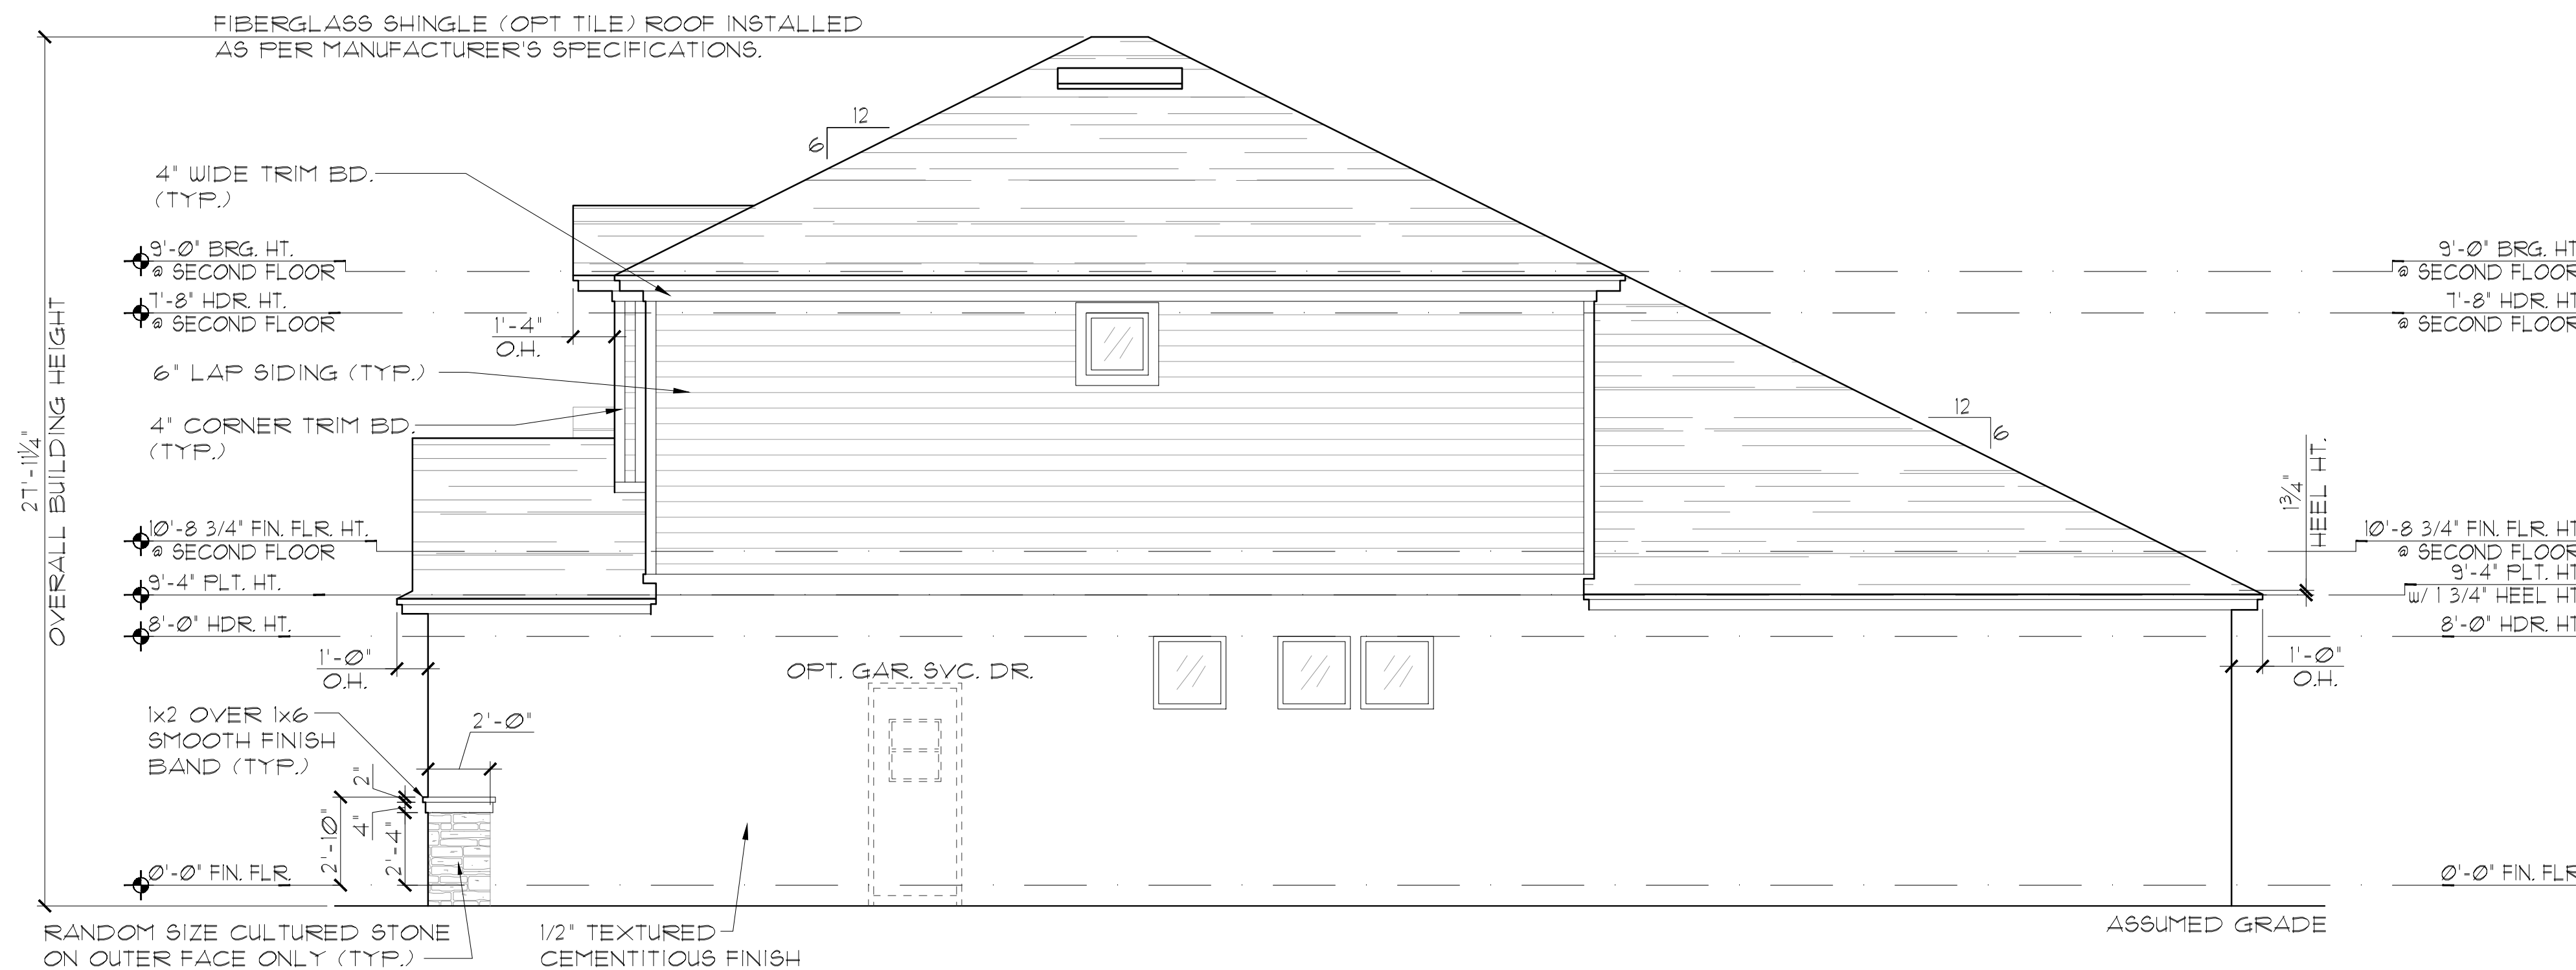 FIBERGLASS SHINGLE (OPT TILE) ROOF INSTALLED
AS PER MANUFACTURER'S SPECIFICATIONS.
12
6
4" WIDE TRIM BD.
(TYP.)
9'-0" BRG. HT.
@ SECOND FLOOR
7'-8" HDR. HT.
@ SECOND FLOOR
1'-4"
O.H.
6" LAP SIDING (TYP.)
4" CORNER TRIM BD.
(TYP.)
27'-11¼"
OVERALL BUILDING HEIGHT
10'-8 3/4" FIN. FLR. HT.
@ SECOND FLOOR
9'-4" PLT. HT.
8'-0" HDR. HT.
1'-0"
O.H.
1x2 OVER 1x6
SMOOTH FINISH
BAND (TYP.)
2'-0"
2"
4"
2'-10"
2'-4"
0'-0" FIN. FLR.
RANDOM SIZE CULTURED STONE
ON OUTER FACE ONLY (TYP.)
1/2" TEXTURED
CEMENTITIOUS FINISH
OPT. GAR. SVC. DR.
12
6
1¾"
HEEL HT.
9'-0" BRG. HT
@ SECOND FLOOR
7'-8" HDR. HT
@ SECOND FLOOR
10'-8 3/4" FIN. FLR. HT
@ SECOND FLOOR
9'-4" PLT. HT
w/ 1 3/4" HEEL HT
8'-0" HDR. HT
1'-0"
O.H.
0'-0" FIN. FLR
ASSUMED GRADE